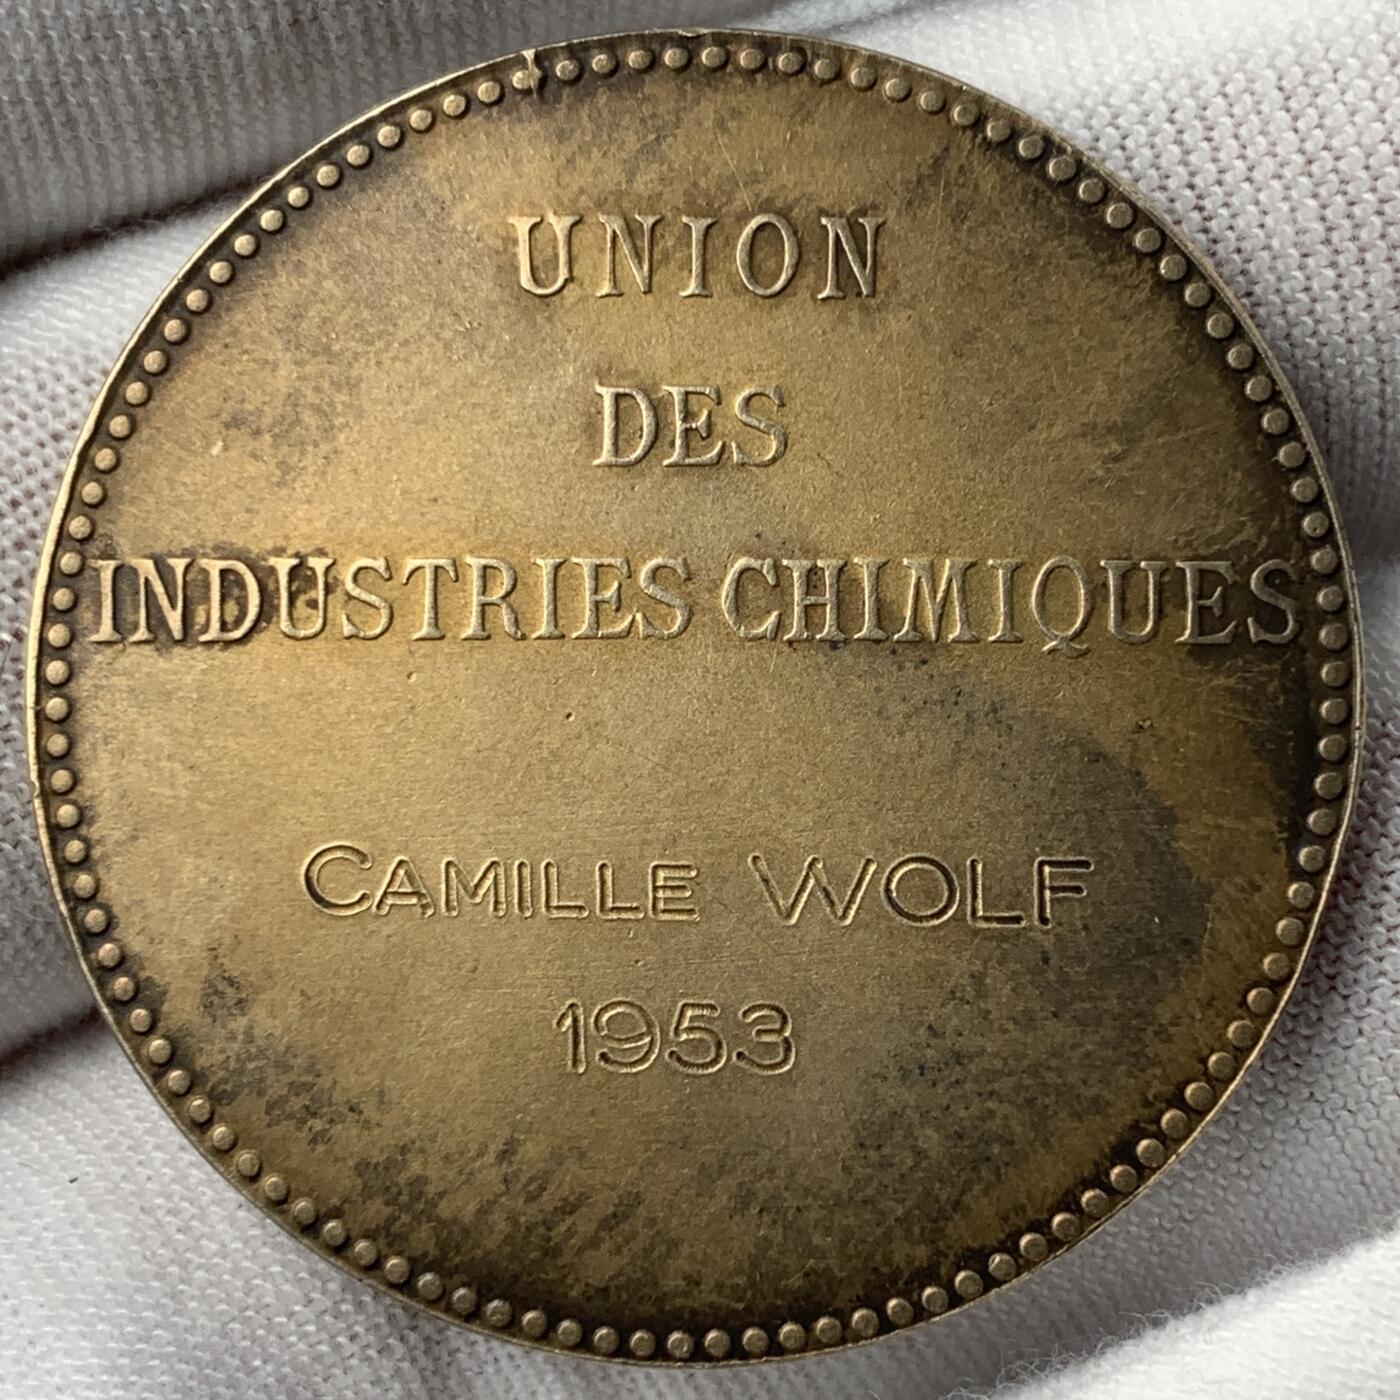 UNION
DES
INDUSTRIES CHIMIQUES
CAMILLE WOLF
1953